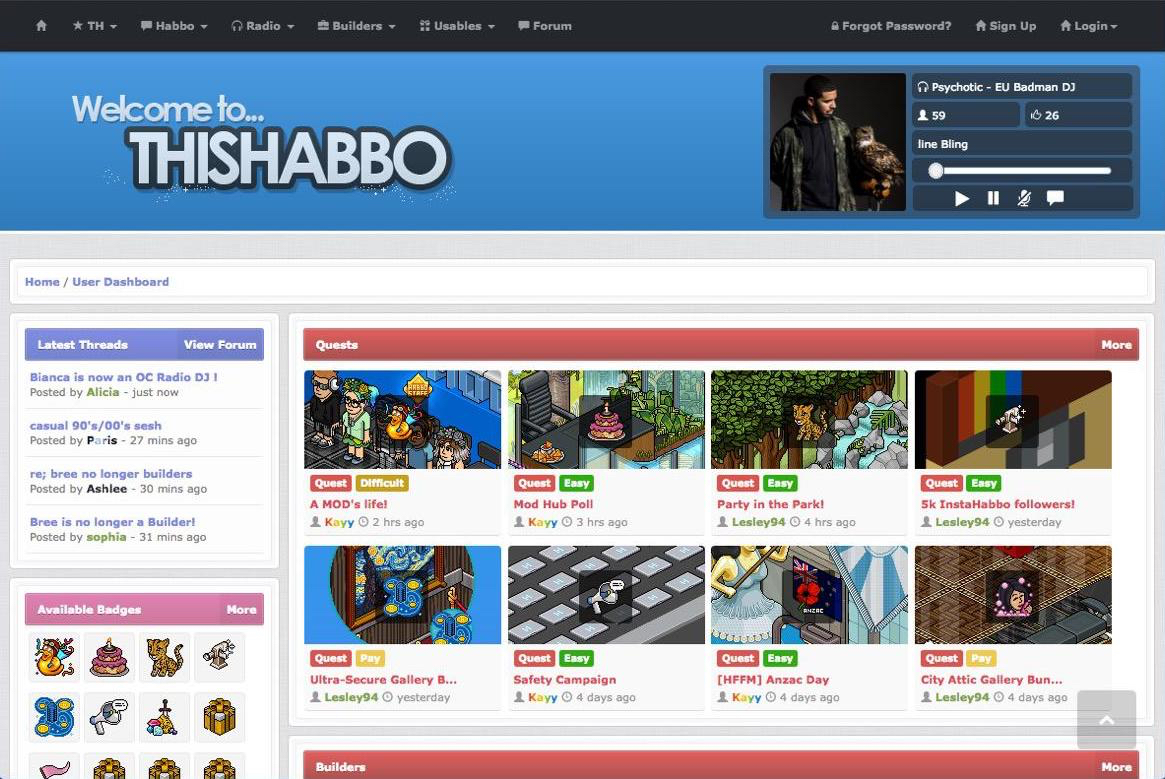 TH
Habbo
Radio
Builders
Usables
Forum
Forgot Password?
Sign Up
Login
Welcome to...
THISHABBO
Psychotic - EU Badman DJ
59
26
line Bling
Home / User Dashboard
Latest Threads
View Forum
Bianca is now an OC Radio DJ !
Posted by Alicia - just now
casual 90's/00's sesh
Posted by Paris - 27 mins ago
re; bree no longer builders
Posted by Ashlee - 30 mins ago
Bree is no longer a Builder!
Posted by sophia - 31 mins ago
Available Badges
More
Quests
More
Quest Difficult
A MOD's life!
Kayy 2 hrs ago
Quest Easy
Mod Hub Poll
Kayy 3 hrs ago
Quest Easy
Party in the Park!
Lesley94 4 hrs ago
Quest Easy
5k InstaHabbo followers!
Lesley94 yesterday
Quest Pay
Ultra-Secure Gallery B...
Lesley94 yesterday
Quest Easy
Safety Campaign
Kayy 4 days ago
ANZAC
Quest Easy
[HFFM] Anzac Day
Kayy 4 days ago
Quest Pay
City Attic Gallery Bun...
Lesley94 4 days ago
Builders
More